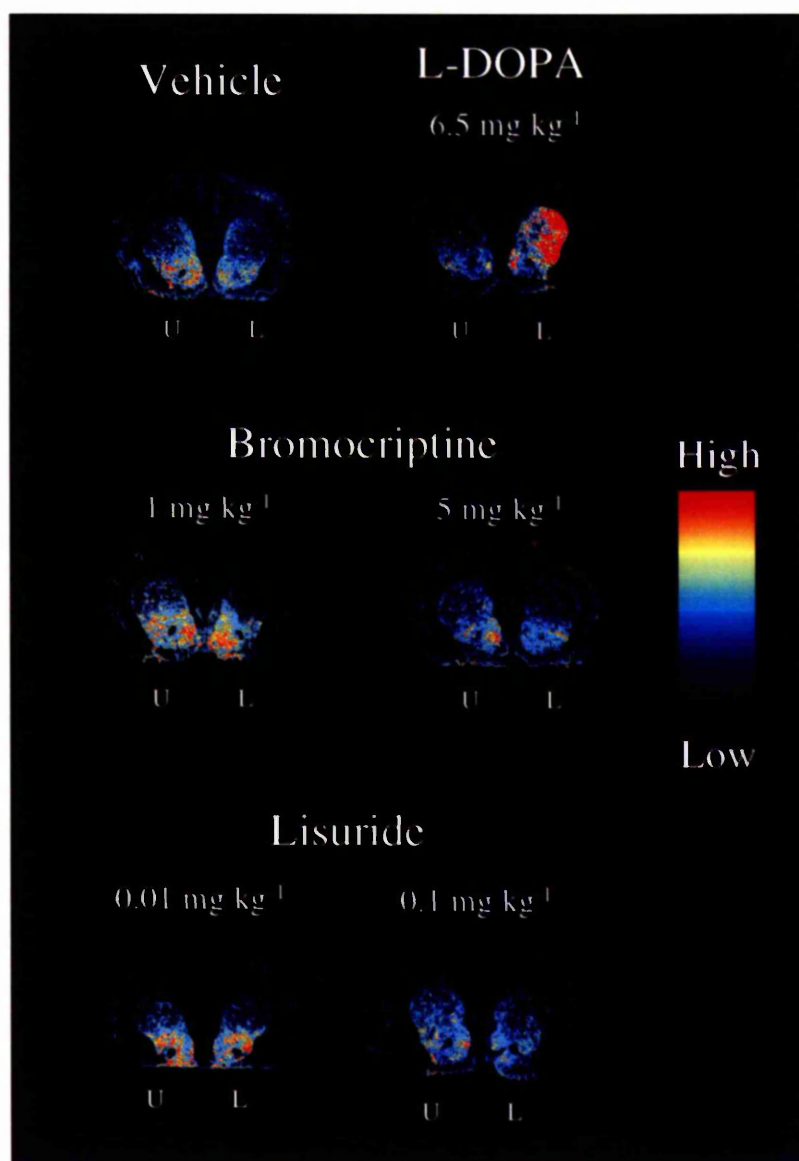 Vehicle
L-DOPA
6.5 mg kg⁻¹
U L
U L
Bromocriptine
1 mg kg⁻¹
5 mg kg⁻¹
High
U L
U L
Low
Lisuride
0.01 mg kg⁻¹
0.1 mg kg⁻¹
U L
U L